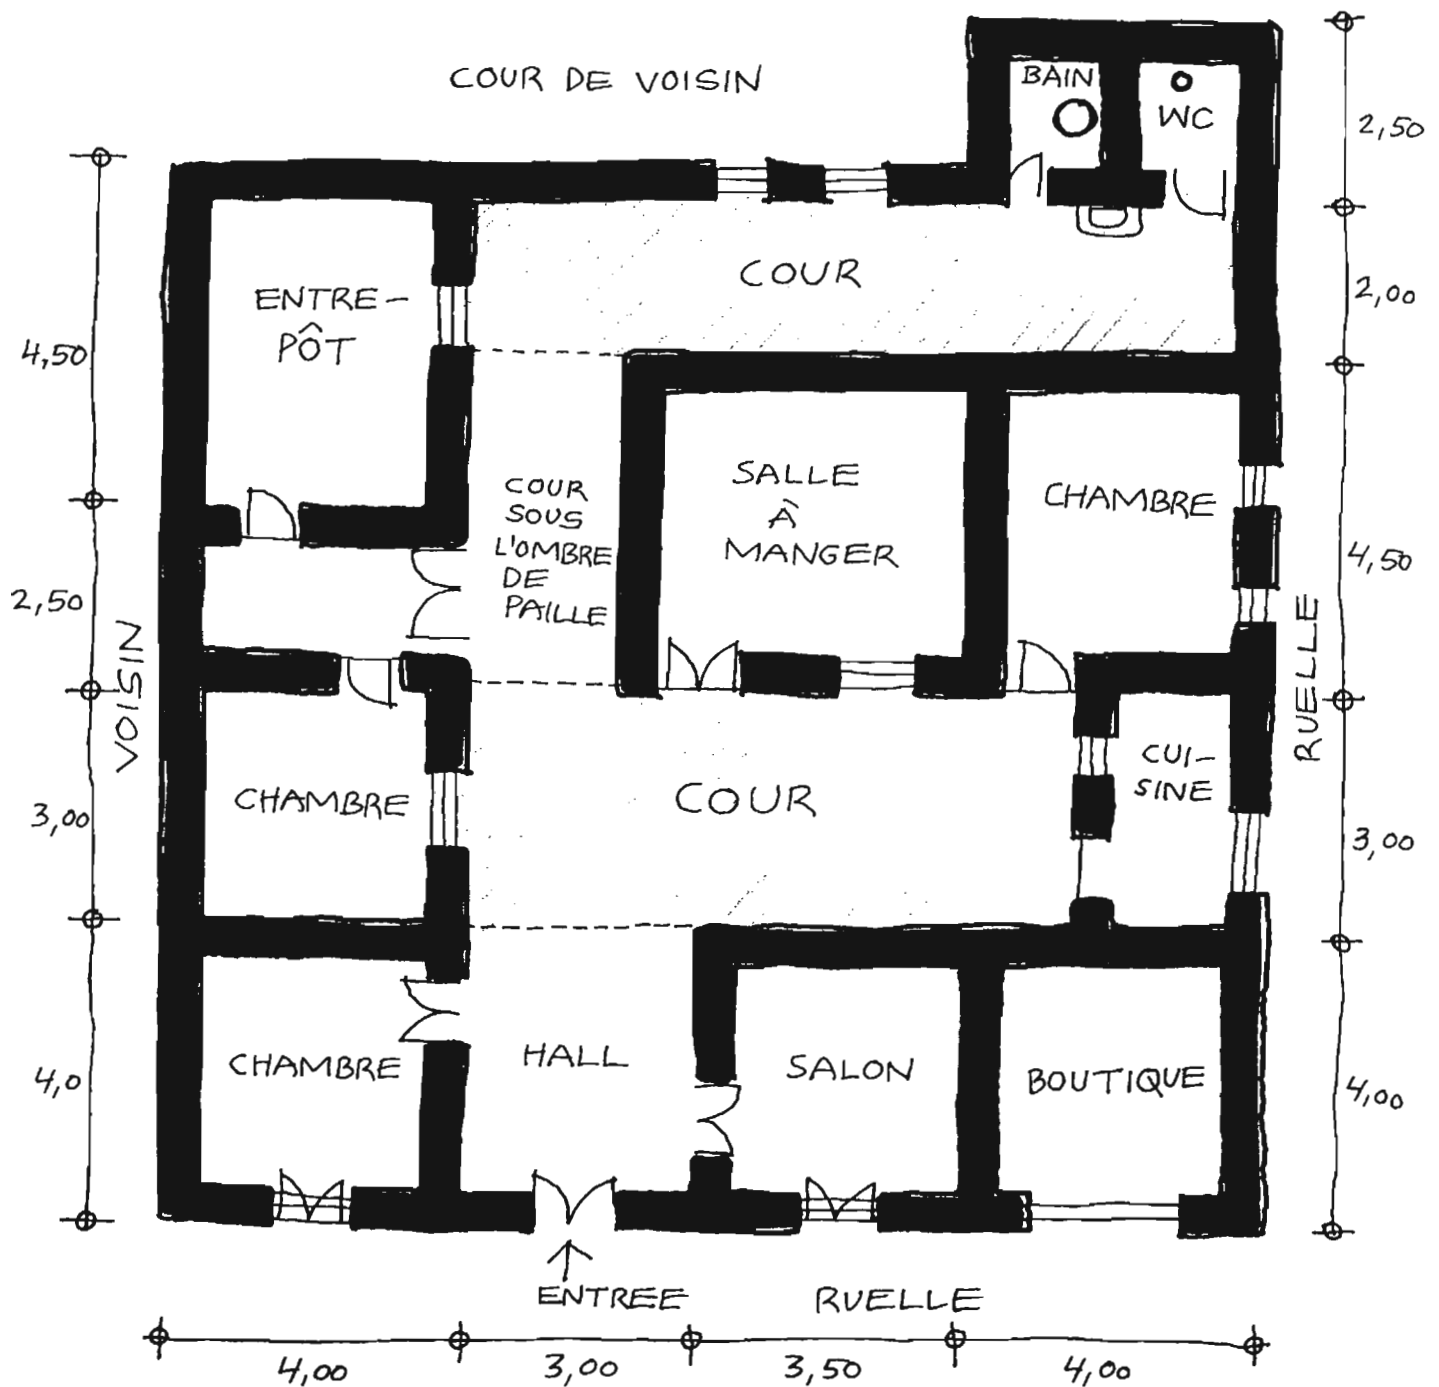 COUR DE VOISIN
BAIN
WC
2,50
ENTRE-
PÔT
COUR
2,00
4,50
COUR
SOUS
L'OMBRE
DE
PAILLE
SALLE
À
MANGER
CHAMBRE
4,50
2,50
VOISIN
RUELLE
CHAMBRE
COUR
CUI-
SINE
3,00
3,00
CHAMBRE
HALL
SALON
BOUTIQUE
4,0
4,00
ENTREE
RUELLE
4,00
3,00
3,50
4,00